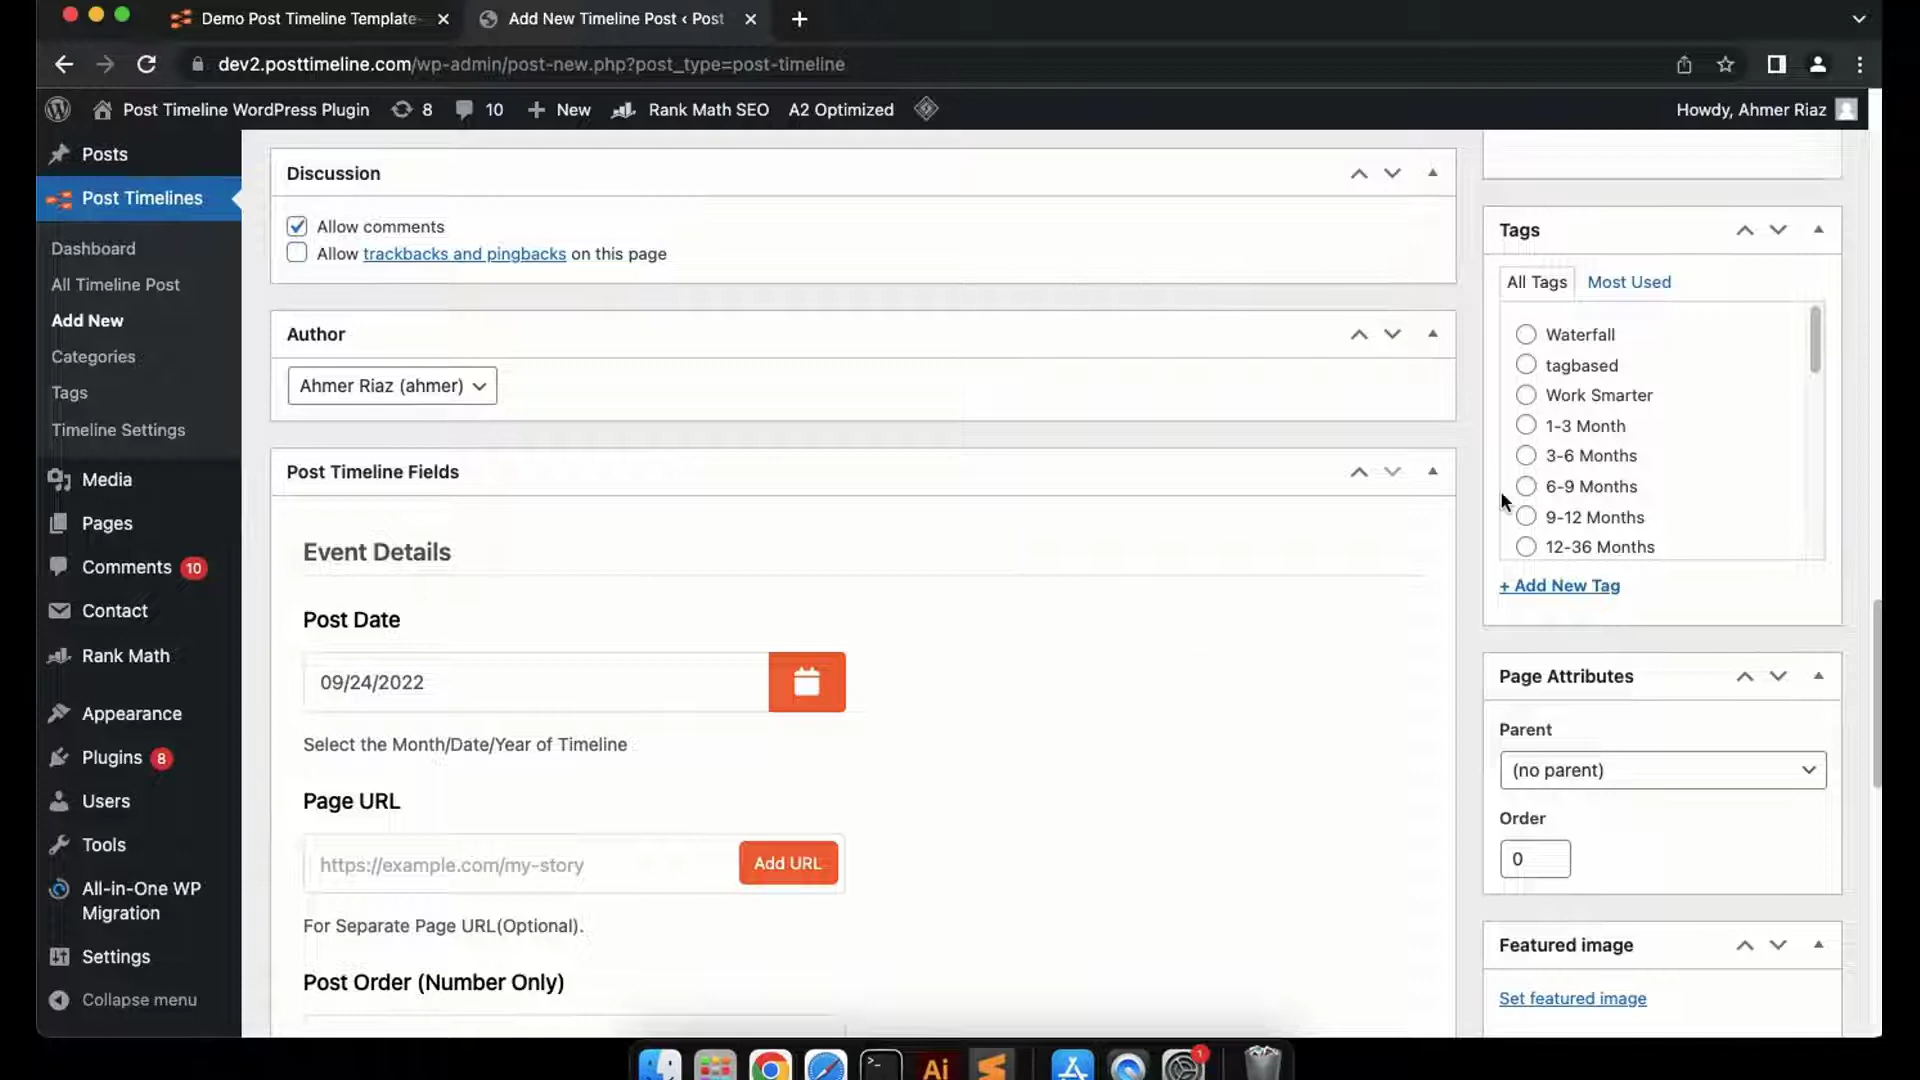 Demo Post Timeline Template
Add New Timeline Post ‹ Post
dev2.posttimeline.com/wp-admin/post-new.php?post_type=post-timeline
Post Timeline WordPress Plugin
8
10
New
Rank Math SEO
A2 Optimized
Howdy, Ahmer Riaz
Posts
Post Timelines
Dashboard
All Timeline Post
Add New
Categories
Tags
Timeline Settings
Media
Pages
Comments 10
Contact
Rank Math
Appearance
Plugins 8
Users
Tools
All-in-One WP
Migration
Settings
Collapse menu
Discussion
Allow comments
Allow trackbacks and pingbacks on this page
Author
Ahmer Riaz (ahmer)
Post Timeline Fields
Event Details
Post Date
09/24/2022
Select the Month/Date/Year of Timeline
Page URL
https://example.com/my-story
Add URL
For Separate Page URL(Optional).
Post Order (Number Only)
Tags
All Tags
Most Used
Waterfall
tagbased
Work Smarter
1-3 Month
3-6 Months
6-9 Months
9-12 Months
12-36 Months
+ Add New Tag
Page Attributes
Parent
(no parent)
Order
0
Featured image
Set featured image
Ai
1